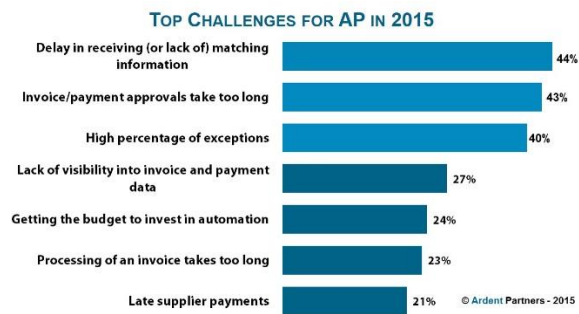 TOP CHALLENGES FOR AP IN 2015
Delay in receiving (or lack of) matching
information
44%
Invoice/payment approvals take too long
43%
High percentage of exceptions
40%
Lack of visibility into invoice and payment
data
27%
Getting the budget to invest in automation
24%
Processing of an invoice takes too long
23%
Late supplier payments
21%
© Ardent Partners - 2015